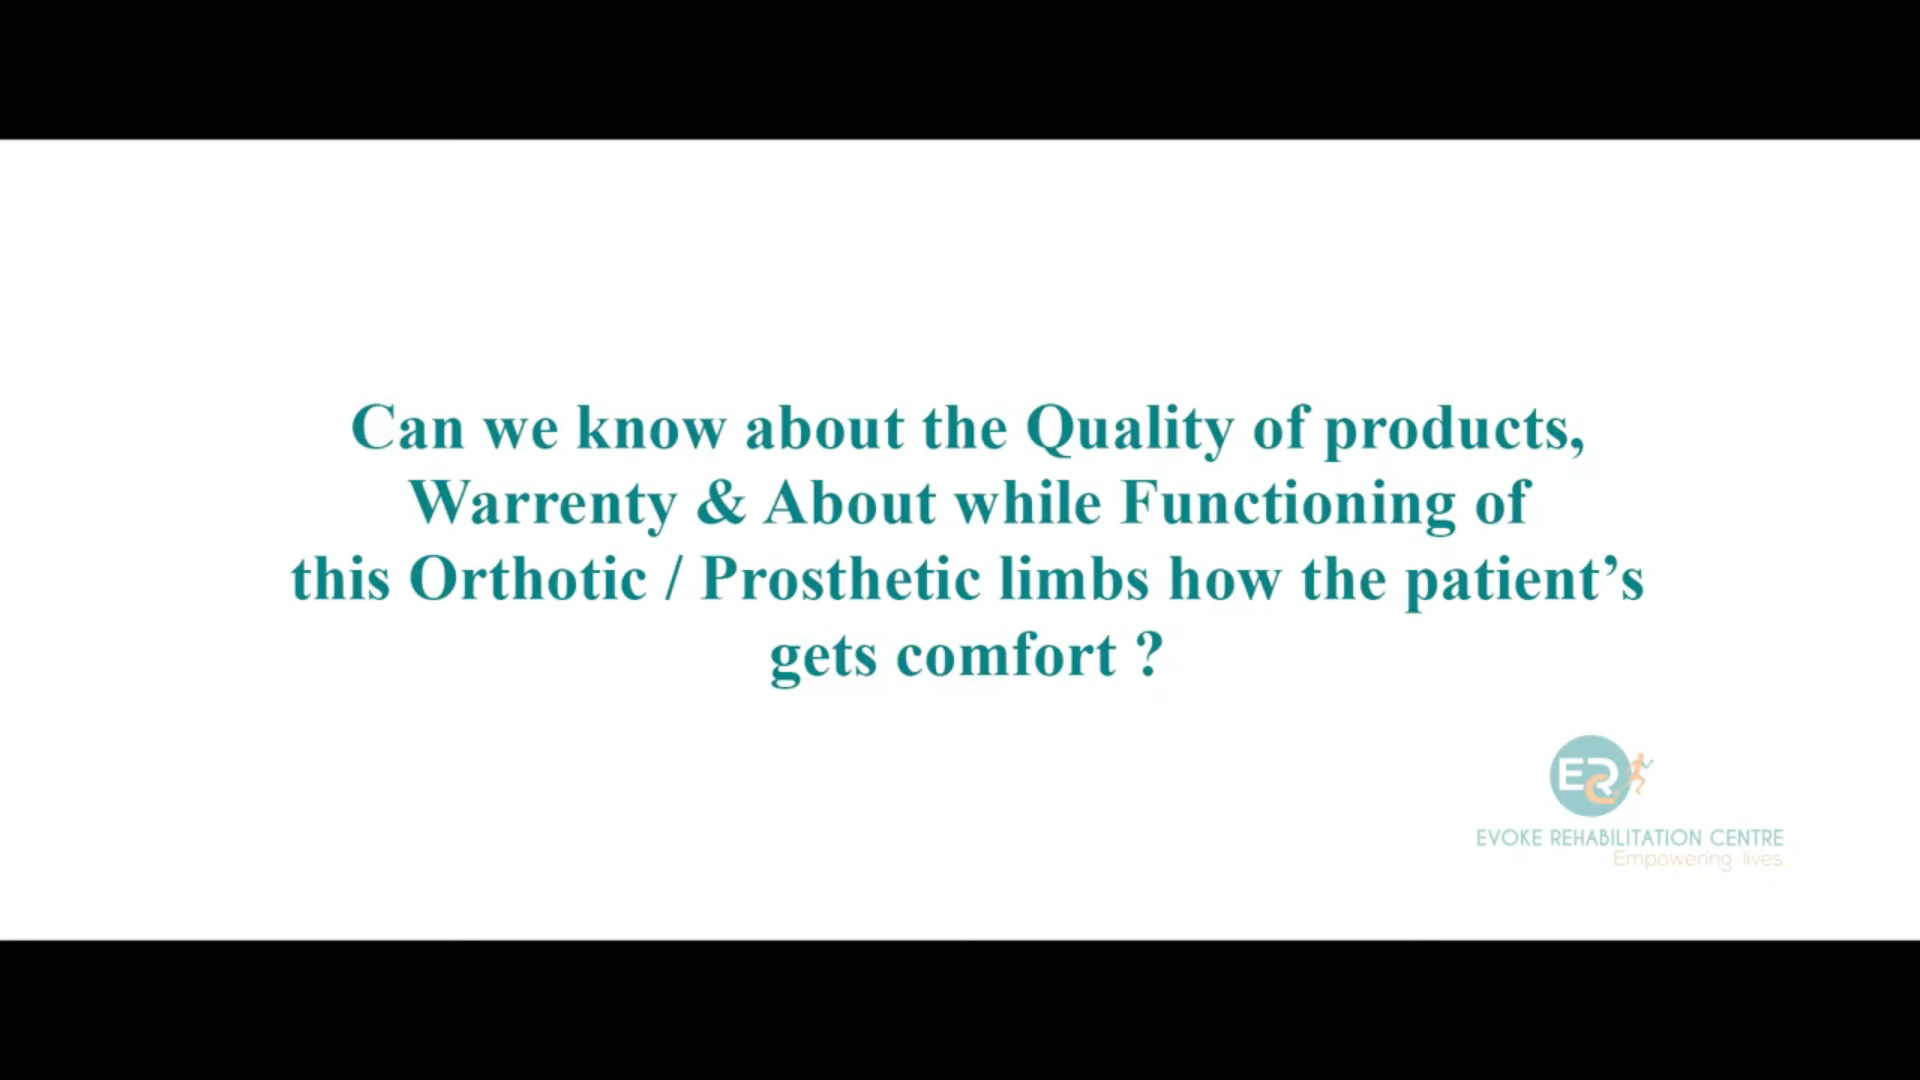 Can we know about the Quality of products,
Warrenty & About while Functioning of
this Orthotic / Prosthetic limbs how the patient’s
gets comfort ?
ERC
EVOKE REHABILITATION CENTRE
Empowering lives